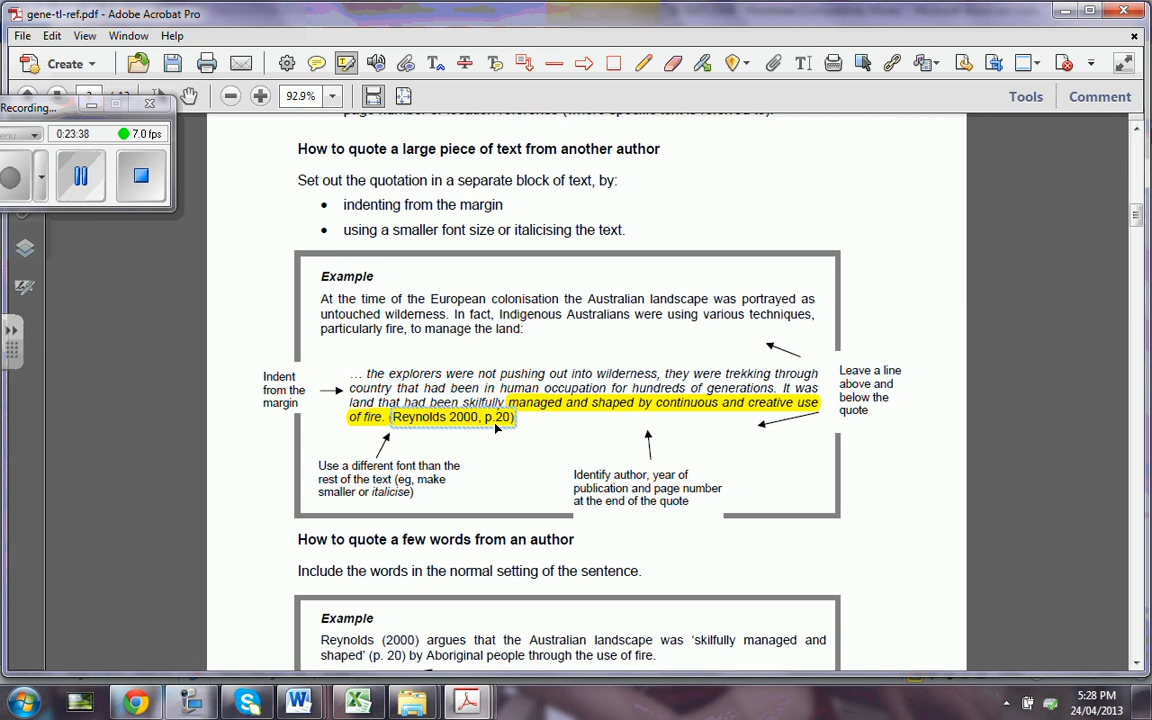 gene-tl-ref.pdf - Adobe Acrobat Pro
File Edit View Window Help
Create
92.9%
Tools Comment
Recording...
0:23:38 7.0 fps
How to quote a large piece of text from another author
Set out the quotation in a separate block of text, by:
• indenting from the margin
• using a smaller font size or italicising the text.
Example
At the time of the European colonisation the Australian landscape was portrayed as
untouched wilderness. In fact, Indigenous Australians were using various techniques,
particularly fire, to manage the land:
… the explorers were not pushing out into wilderness, they were trekking through
country that had been in human occupation for hundreds of generations. It was
land that had been skilfully managed and shaped by continuous and creative use
of fire. (Reynolds 2000, p.20)
Indent
from the
margin
Leave a line
above and
below the
quote
Use a different font than the
rest of the text (eg, make
smaller or italicise)
Identify author, year of
publication and page number
at the end of the quote
How to quote a few words from an author
Include the words in the normal setting of the sentence.
Example
Reynolds (2000) argues that the Australian landscape was ‘skilfully managed and
shaped’ (p. 20) by Aboriginal people through the use of fire.
5:28 PM
24/04/2013